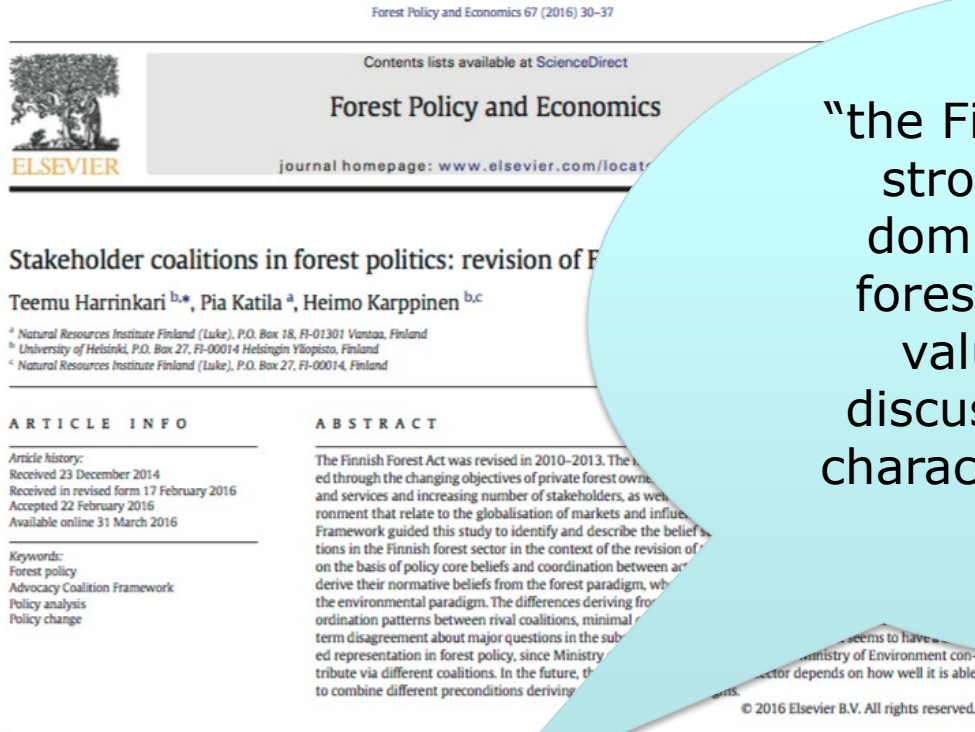 Forest Policy and Economics 67 (2016) 30–37
Contents lists available at ScienceDirect
Forest Policy and Economics
ELSEVIER
journal homepage: www.elsevier.com/locat
Stakeholder coalitions in forest politics: revision of F
Teemu Harrinkari b,*, Pia Katila a, Heimo Karppinen b,c
a Natural Resources Institute Finland (Luke), P.O. Box 18, FI-01301 Vantaa, Finland
b University of Helsinki, P.O. Box 27, FI-00014 Helsingin Yliopisto, Finland
c Natural Resources Institute Finland (Luke), P.O. Box 27, FI-00014, Finland
ARTICLE INFO
Article history:
Received 23 December 2014
Received in revised form 17 February 2016
Accepted 22 February 2016
Available online 31 March 2016
Keywords:
Forest policy
Advocacy Coalition Framework
Policy analysis
Policy change
ABSTRACT
The Finnish Forest Act was revised in 2010–2013. The
ed through the changing objectives of private forest owne
and services and increasing number of stakeholders, as well
ronment that relate to the globalisation of markets and influe
Framework guided this study to identify and describe the belief s
tions in the Finnish forest sector in the context of the revision of
on the basis of policy core beliefs and coordination between ac
derive their normative beliefs from the forest paradigm, wh
the environmental paradigm. The differences deriving fro
ordination patterns between rival coalitions, minimal
term disagreement about major questions in the sub seems to have a
ed representation in forest policy, since Ministry inistry of Environment con-
tribute via different coalitions. In the future, th ctor depends on how well it is able
to combine different preconditions deriving gms.
© 2016 Elsevier B.V. All rights reserved.
“the Fi
stro
dom
fores
val
discus
charac